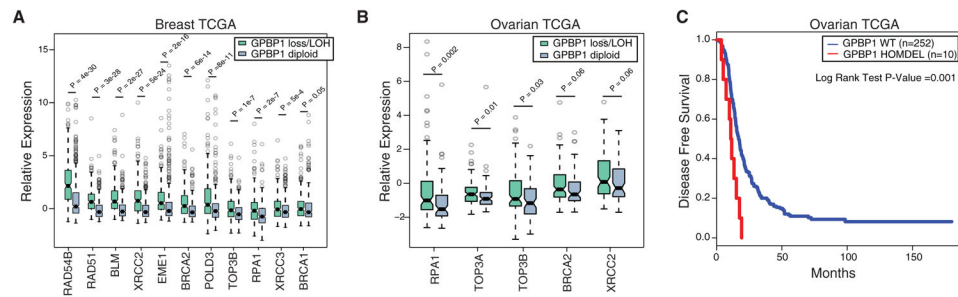 A
Breast TCGA
GPBP1 loss/LOH
GPBP1 diploid
Relative Expression
15
10
5
0
P = 4e-30
P = 3e-28
P = 2e-27
P = 5e-24
P = 2e-16
P = 6e-14
P = 8e-11
P = 1e-7
P = 2e-7
P = 5e-4
P = 0.05
RAD54B
RAD51
BLM
XRCC2
EME1
BRCA2
POLD3
TOP3B
RPA1
XRCC3
BRCA1
B
Ovarian TCGA
GPBP1 loss/LOH
GPBP1 diploid
Relative Expression
8
6
4
2
0
−2
P = 0.002
P = 0.01
P = 0.03
P = 0.06
P = 0.06
RPA1
TOP3A
TOP3B
BRCA2
XRCC2
C
Ovarian TCGA
GPBP1 WT (n=252)
GPBP1 HOMDEL (n=10)
Log Rank Test P-Value =0.001
Disease Free Survival
1.0
0.8
0.6
0.4
0.2
0.0
0
50
100
150
Months